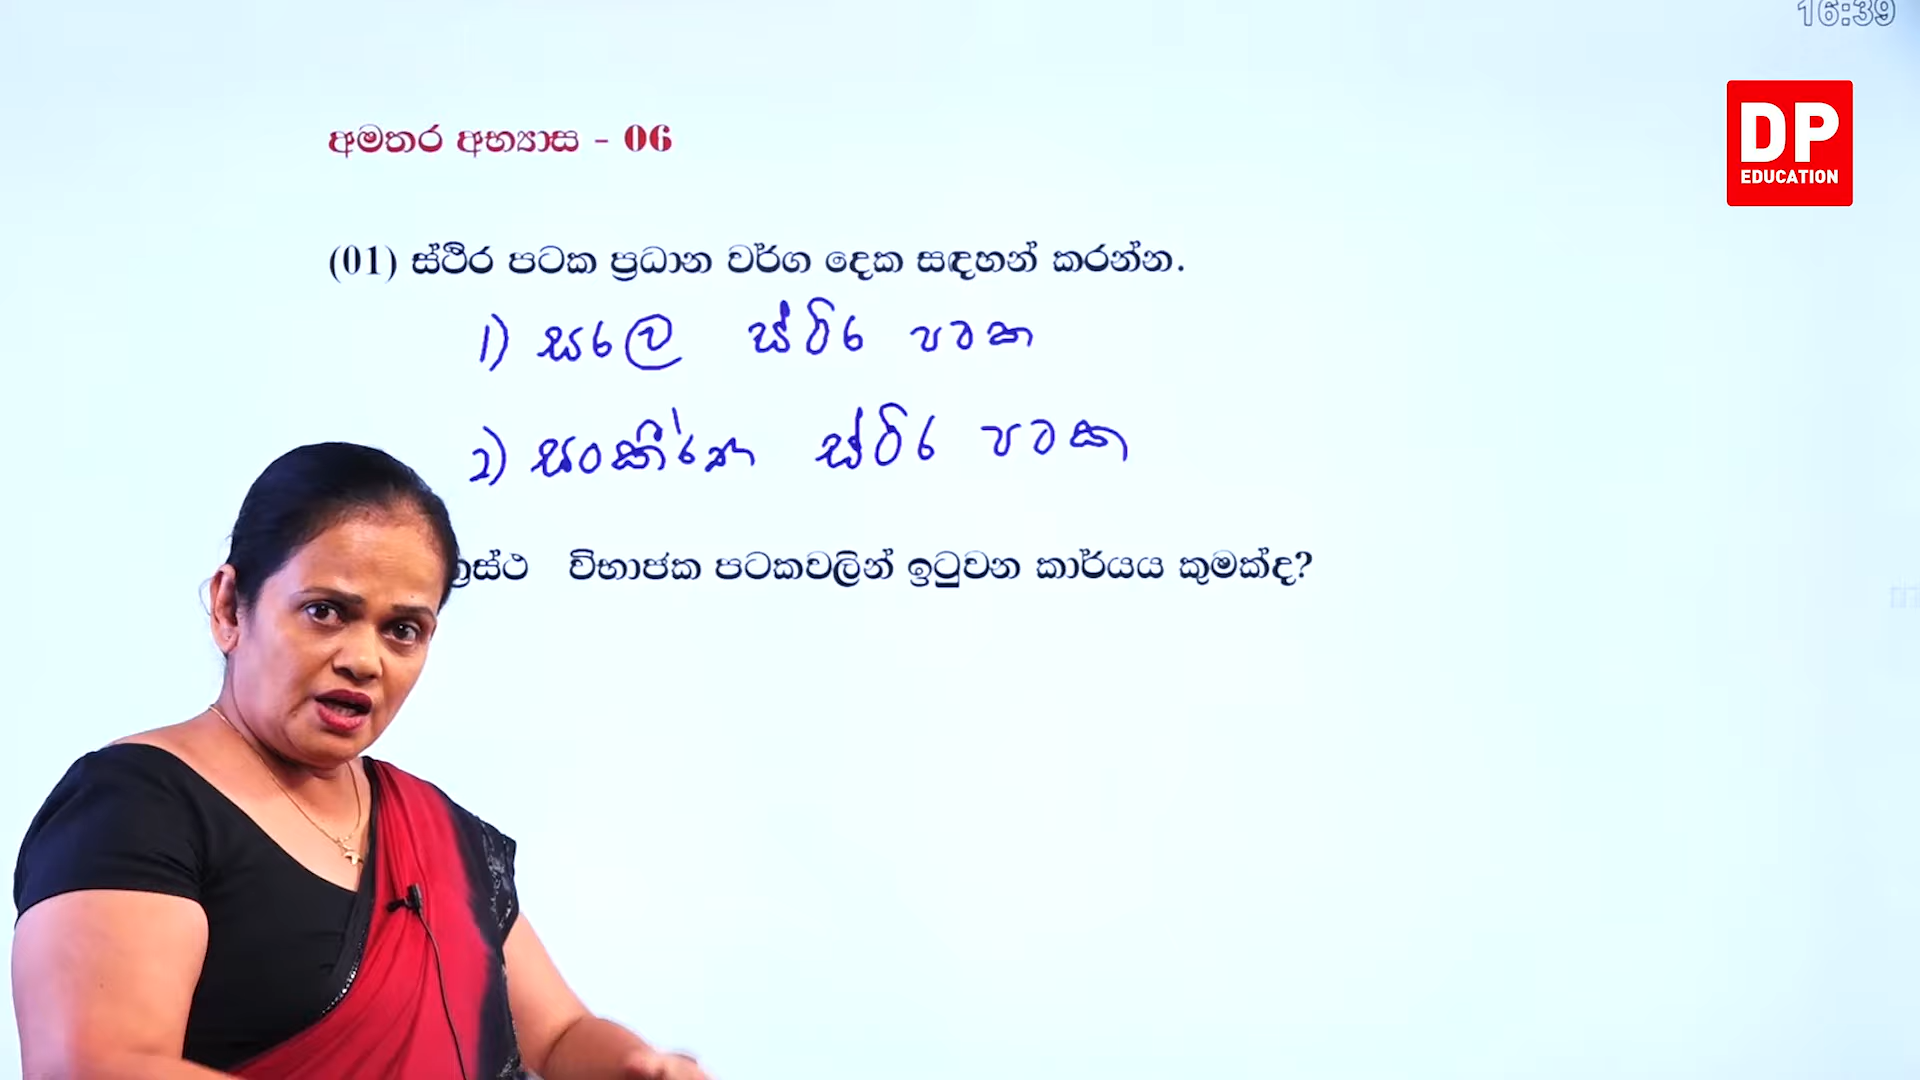 16:39
DP
EDUCATION
අමතර අභ්‍යාස - 06
(01) ස්ථිර පටක ප්‍රධාන වර්ග දෙක සඳහන් කරන්න.
1) සරල ස්ථිර පටක
2) සංකීර්ණ ස්ථිර පටක
විභාජක පටකවලින් ඉටුවන කාර්යය කුමක්ද?